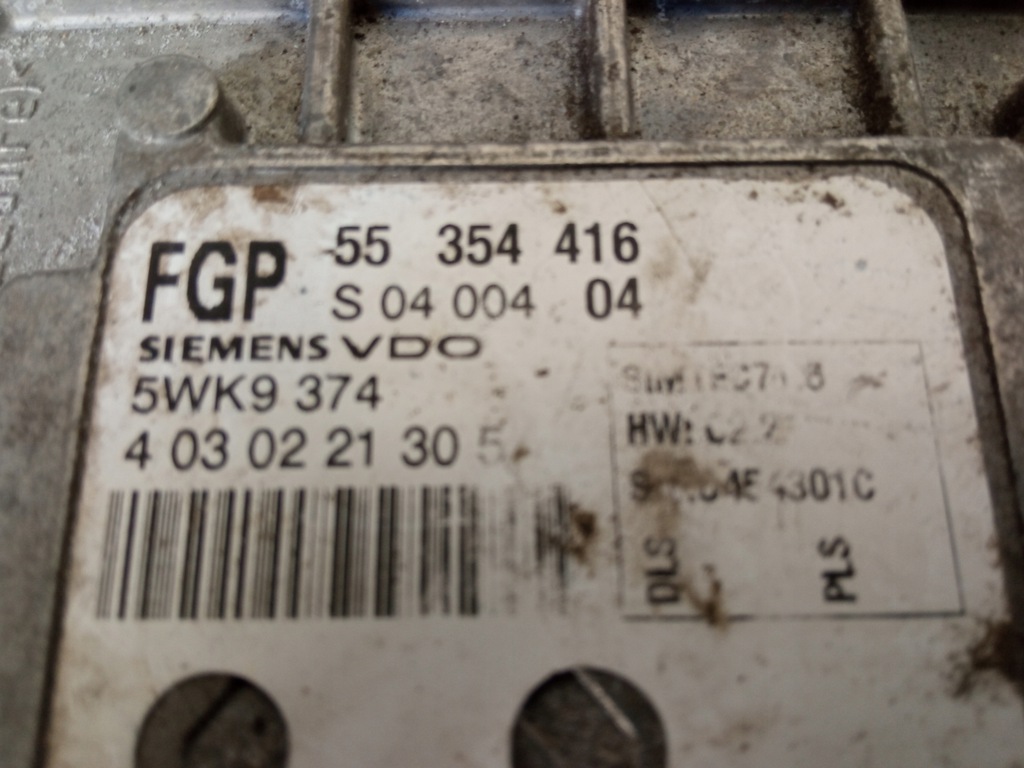 FGP 55 354 416
S 04 004 04
SIEMENS VDO
5WK9 374
4 03 02 21 30
HW:
DLS
PLS